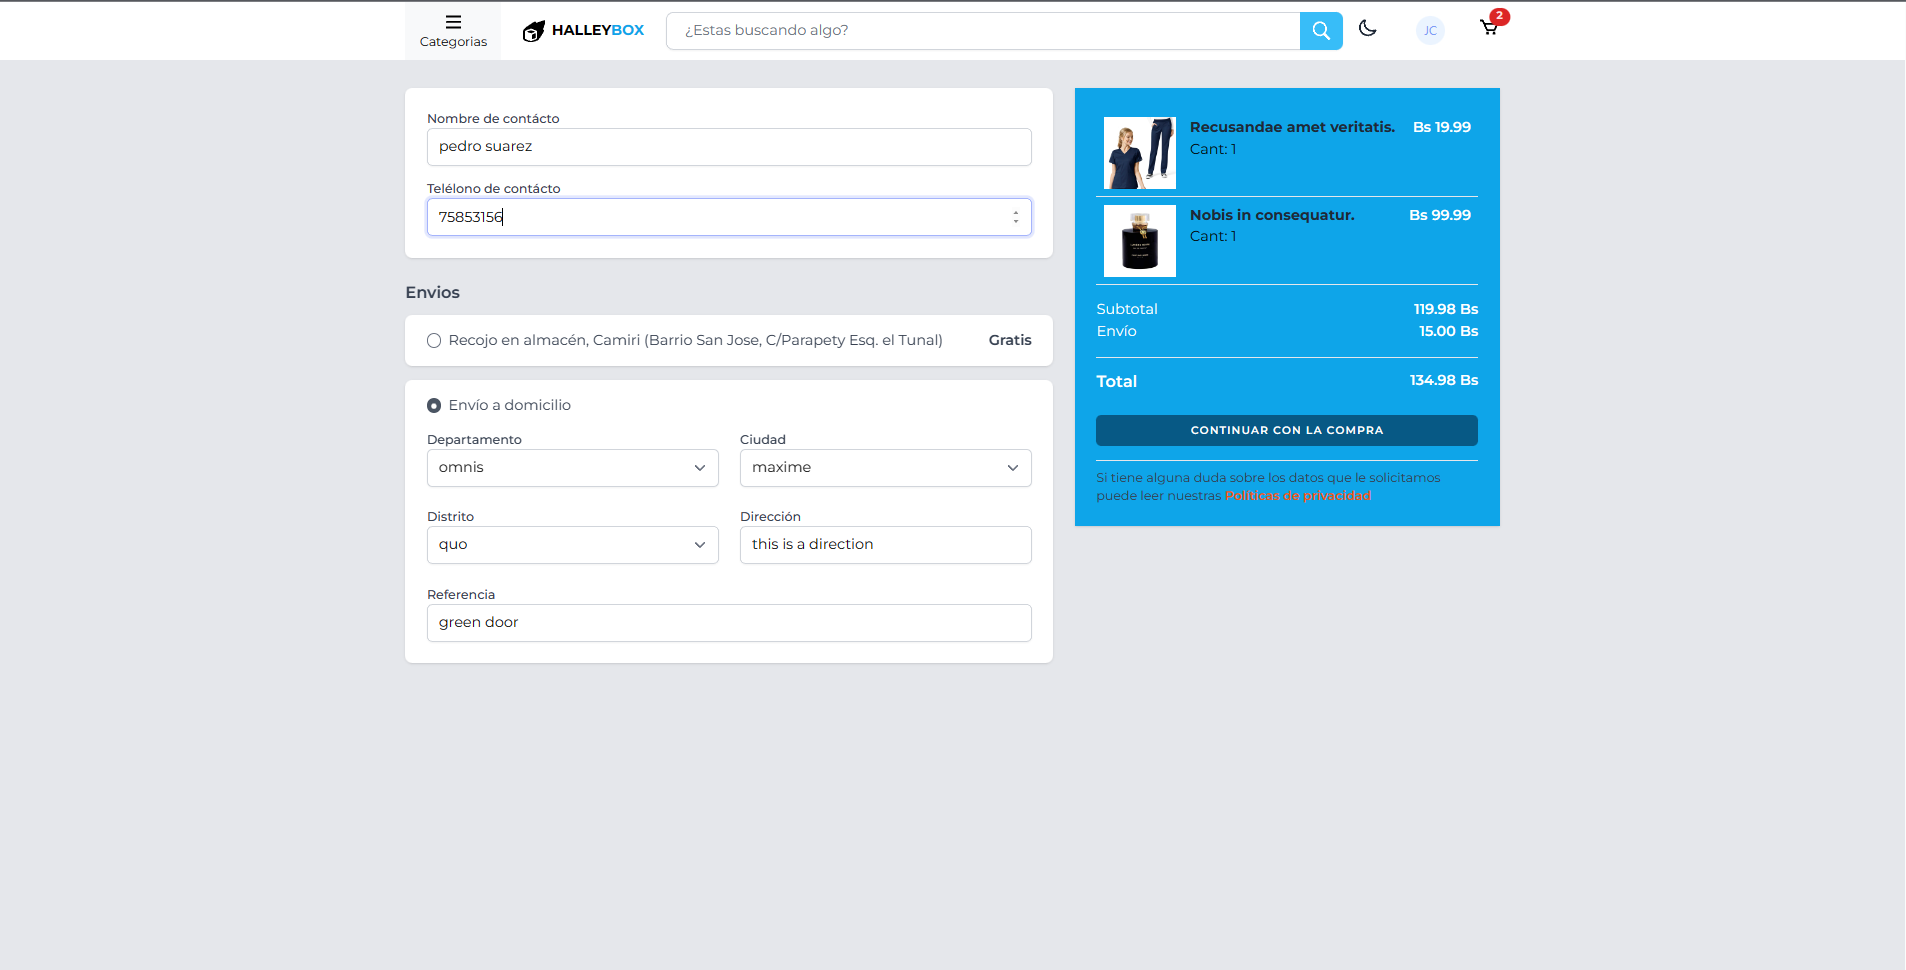 Categorias
HALLEYBOX
¿Estas buscando algo?
JC
2
Nombre de contácto
pedro suarez
Telélono de contácto
75853156
Envios
Recojo en almacén, Camiri (Barrio San Jose, C/Parapety Esq. el Tunal) Gratis
Envío a domicilio
Departamento
omnis
Ciudad
maxime
Distrito
quo
Dirección
this is a direction
Referencia
green door
Recusandae amet veritatis. Bs 19.99
Cant: 1
Nobis in consequatur. Bs 99.99
Cant: 1
Subtotal 119.98 Bs
Envío 15.00 Bs
Total 134.98 Bs
CONTINUAR CON LA COMPRA
Si tiene alguna duda sobre los datos que le solicitamos
puede leer nuestras Políticas de privacidad